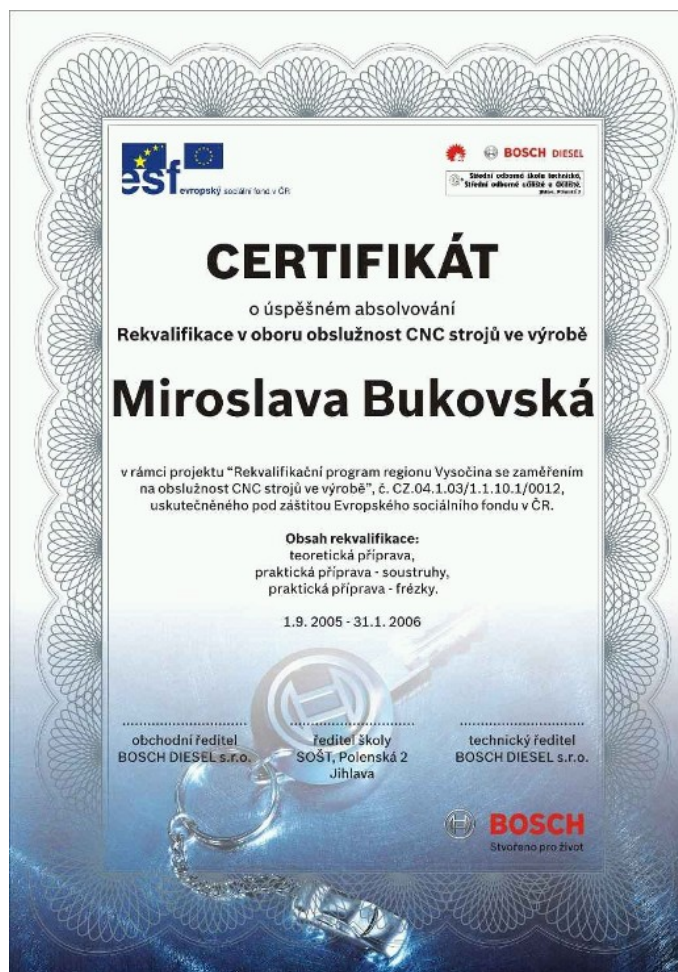 esf
evropský sociální fond v ČR
BOSCH DIESEL
Střední odborná škola technická,
Střední odborné učiliště a Učiliště,
CERTIFIKÁT
o úspěšném absolvování
Rekvalifikace v oboru obslužnost CNC strojů ve výrobě
Miroslava Bukovská
v rámci projektu “Rekvalifikační program regionu Vysočina se zaměřením
na obslužnost CNC strojů ve výrobě”, č. CZ.04.1.03/1.1.10.1/0012,
uskutečněného pod záštitou Evropského sociálního fondu v ČR.
Obsah rekvalifikace:
teoretická příprava,
praktická příprava - soustruhy,
praktická příprava - frézky.
1.9. 2005 - 31.1. 2006
obchodní ředitel
BOSCH DIESEL s.r.o.
ředitel školy
SOŠT, Polenská 2
Jihlava
technický ředitel
BOSCH DIESEL s.r.o.
BOSCH
Stvořeno pro život